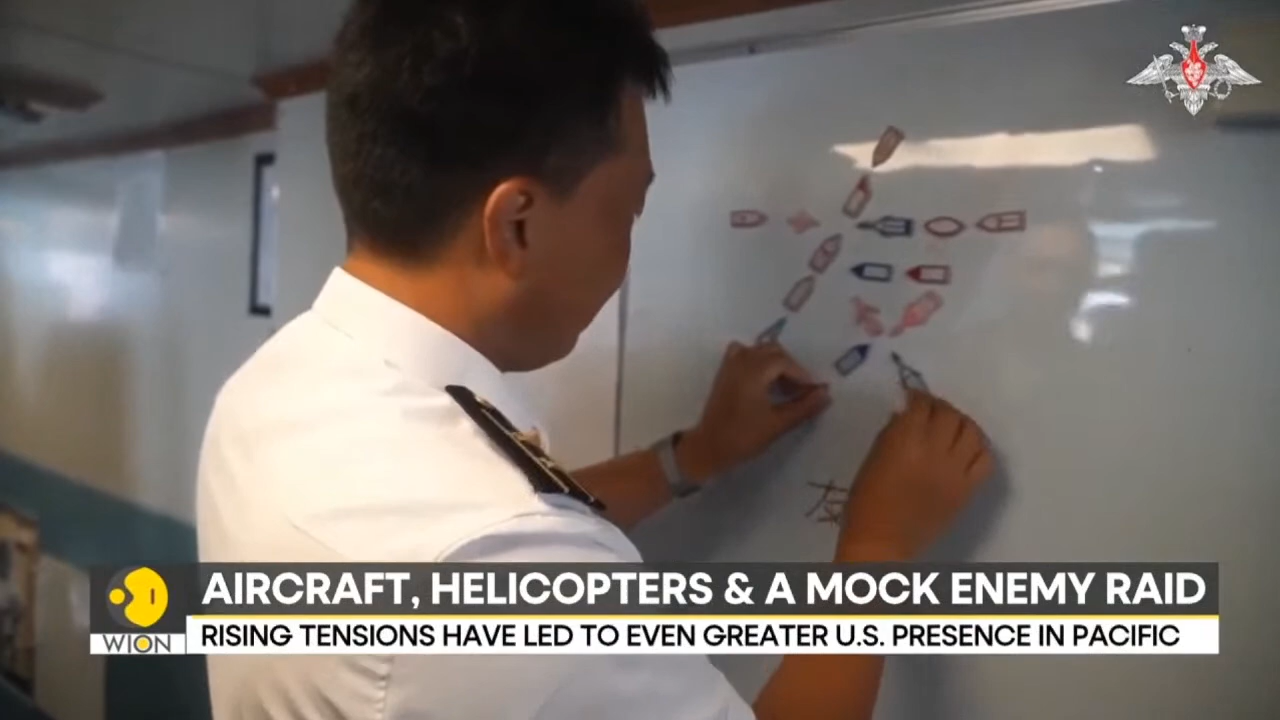 AIRCRAFT, HELICOPTERS & A MOCK ENEMY RAID
WION
RISING TENSIONS HAVE LED TO EVEN GREATER U.S. PRESENCE IN PACIFIC